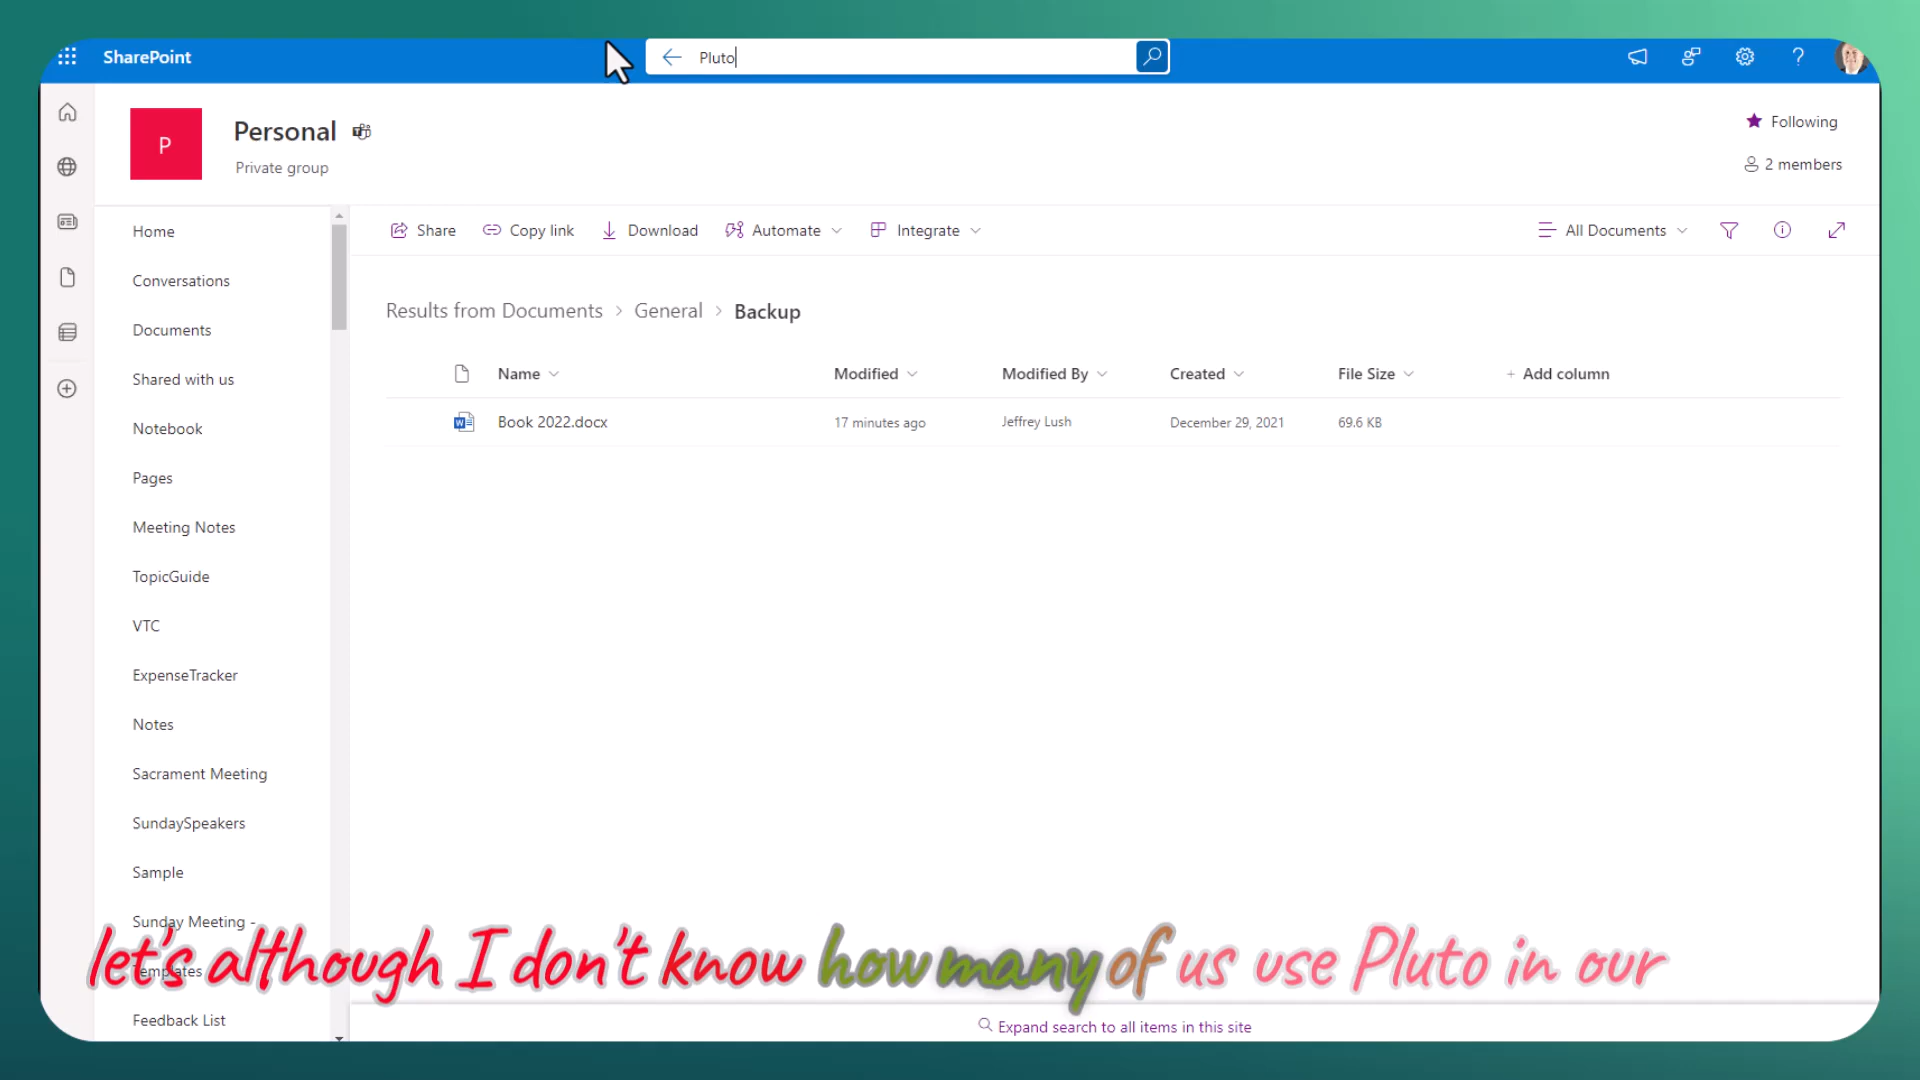 SharePoint
Pluto
P
Personal
Private group
Following
2 members
Home
Conversations
Documents
Shared with us
Notebook
Pages
Meeting Notes
TopicGuide
VTC
ExpenseTracker
Notes
Sacrament Meeting
SundaySpeakers
Sample
Sunday Meeting -
Templates
Feedback List
Share Copy link Download Automate Integrate All Documents
Results from Documents > General > Backup
Name Modified Modified By Created File Size + Add column
Book 2022.docx 17 minutes ago Jeffrey Lush December 29, 2021 69.6 KB
let's although I don't know how many of us use Pluto in our
Expand search to all items in this site